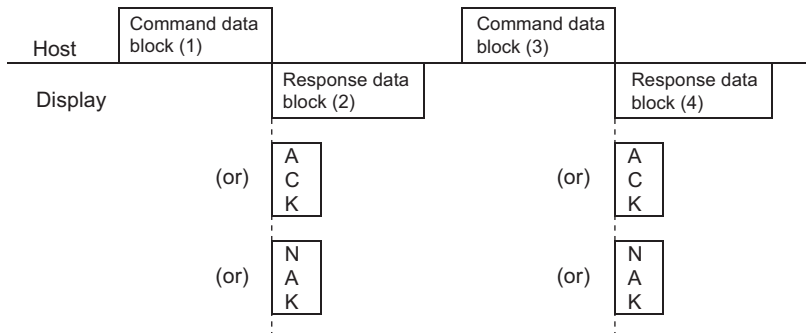 Command data
block (1)
Command data
block (3)
Host
Response data
block (2)
Response data
block (4)
Display
(or)
A
C
K
(or)
A
C
K
(or)
N
A
K
(or)
N
A
K